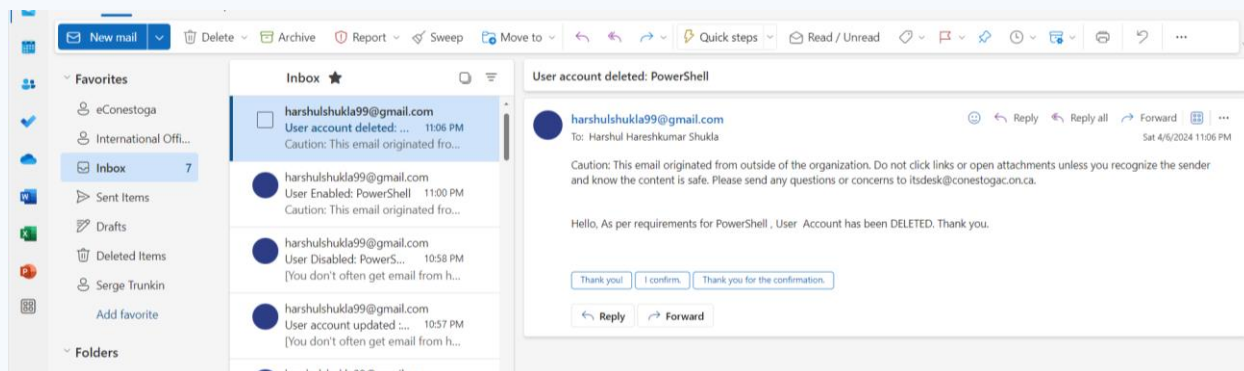 New mail
Delete
Archive
Report
Sweep
Move to
Quick steps
Read / Unread
Favorites
eConestoga
International Offi...
Inbox 7
Sent Items
Drafts
Deleted Items
Serge Trunkin
Add favorite
Folders
Inbox
harshulshukla99@gmail.com
User account deleted: ... 11:06 PM
Caution: This email originated fro...
harshulshukla99@gmail.com
User Enabled: PowerShell 11:00 PM
Caution: This email originated fro...
harshulshukla99@gmail.com
User Disabled: PowerS... 10:58 PM
[You don't often get email from h...
harshulshukla99@gmail.com
User account updated :... 10:57 PM
[You don't often get email from h...
User account deleted: PowerShell
harshulshukla99@gmail.com
Reply
Reply all
Forward
To: Harshul Hareshkumar Shukla
Sat 4/6/2024 11:06 PM
Caution: This email originated from outside of the organization. Do not click links or open attachments unless you recognize the sender
and know the content is safe. Please send any questions or concerns to itsdesk@conestogac.on.ca.
Hello, As per requirements for PowerShell , User Account has been DELETED. Thank you.
Thank you!
I confirm.
Thank you for the confirmation.
Reply
Forward